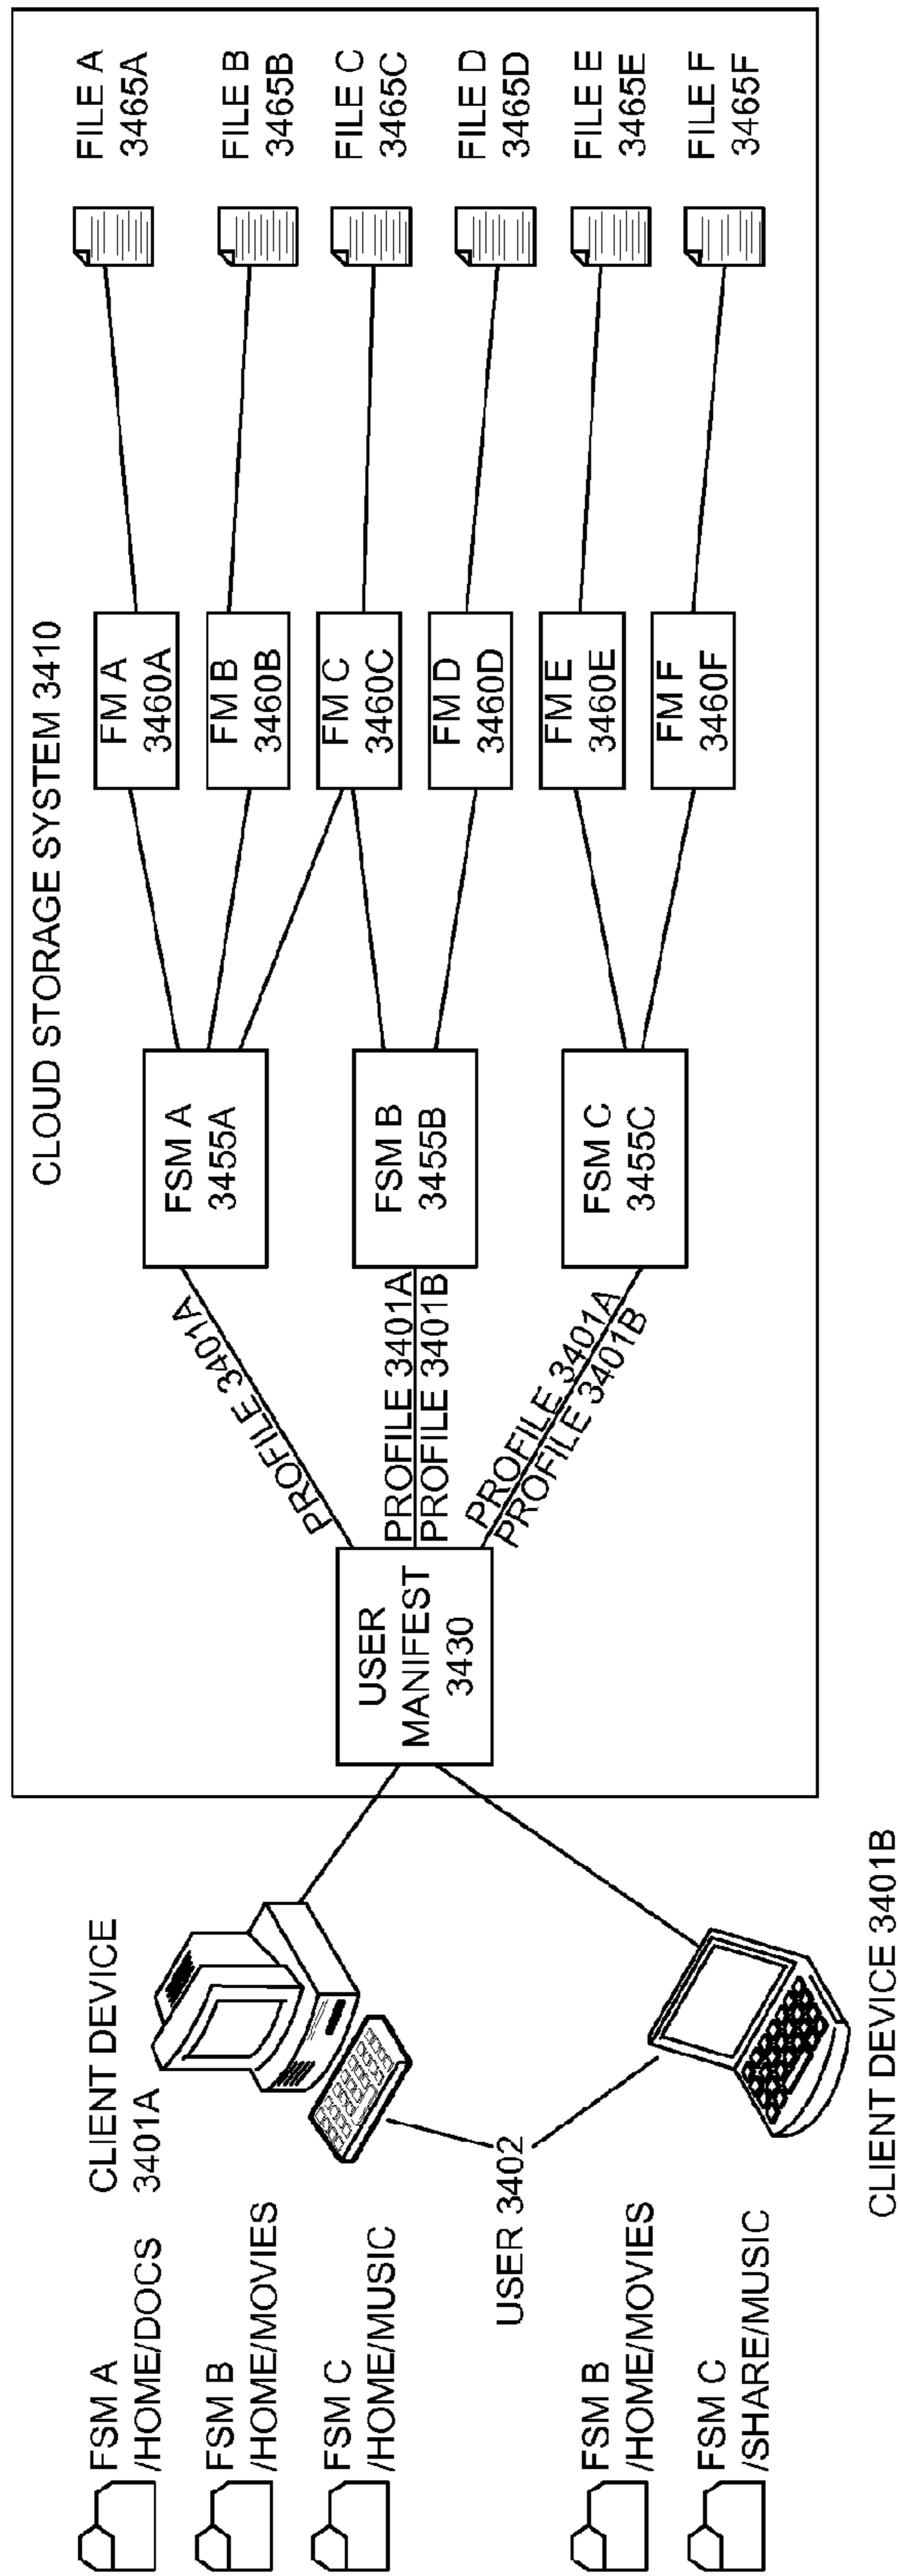 CLOUD STORAGE SYSTEM 3410
CLIENT DEVICE
3401A
FSM A
/HOME/DOCS
FSM B
/HOME/MOVIES
FSM C
/HOME/MUSIC
USER 3402
FSM B
/HOME/MOVIES
FSM C
/SHARE/MUSIC
CLIENT DEVICE 3401B
USER
MANIFEST
3430
PROFILE 3401A
PROFILE 3401A
PROFILE 3401B
PROFILE 3401A
PROFILE 3401B
FSM A
3455A
FSM B
3455B
FSM C
3455C
FM A
3460A
FM B
3460B
FM C
3460C
FM D
3460D
FM E
3460E
FM F
3460F
FILE A
3465A
FILE B
3465B
FILE C
3465C
FILE D
3465D
FILE E
3465E
FILE F
3465F